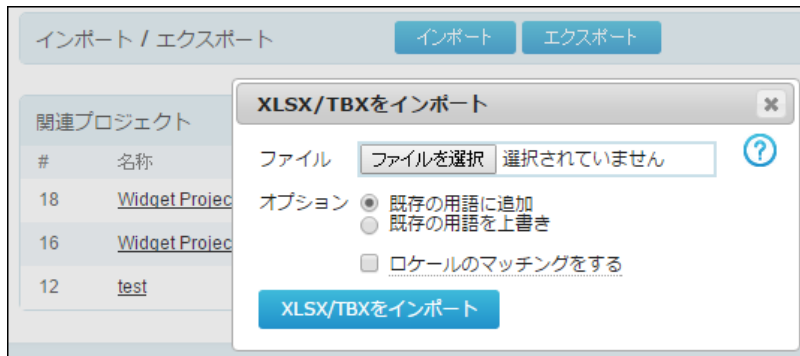 インポート / エクスポート インポート エクスポート
関連プロジェクト
# 名称
18 Widget Projec
16 Widget Projec
12 test
XLSX/TBXをインポート
ファイル ファイルを選択 選択されていません
オプション 既存の用語に追加
既存の用語を上書き
ロケールのマッチングをする
XLSX/TBXをインポート